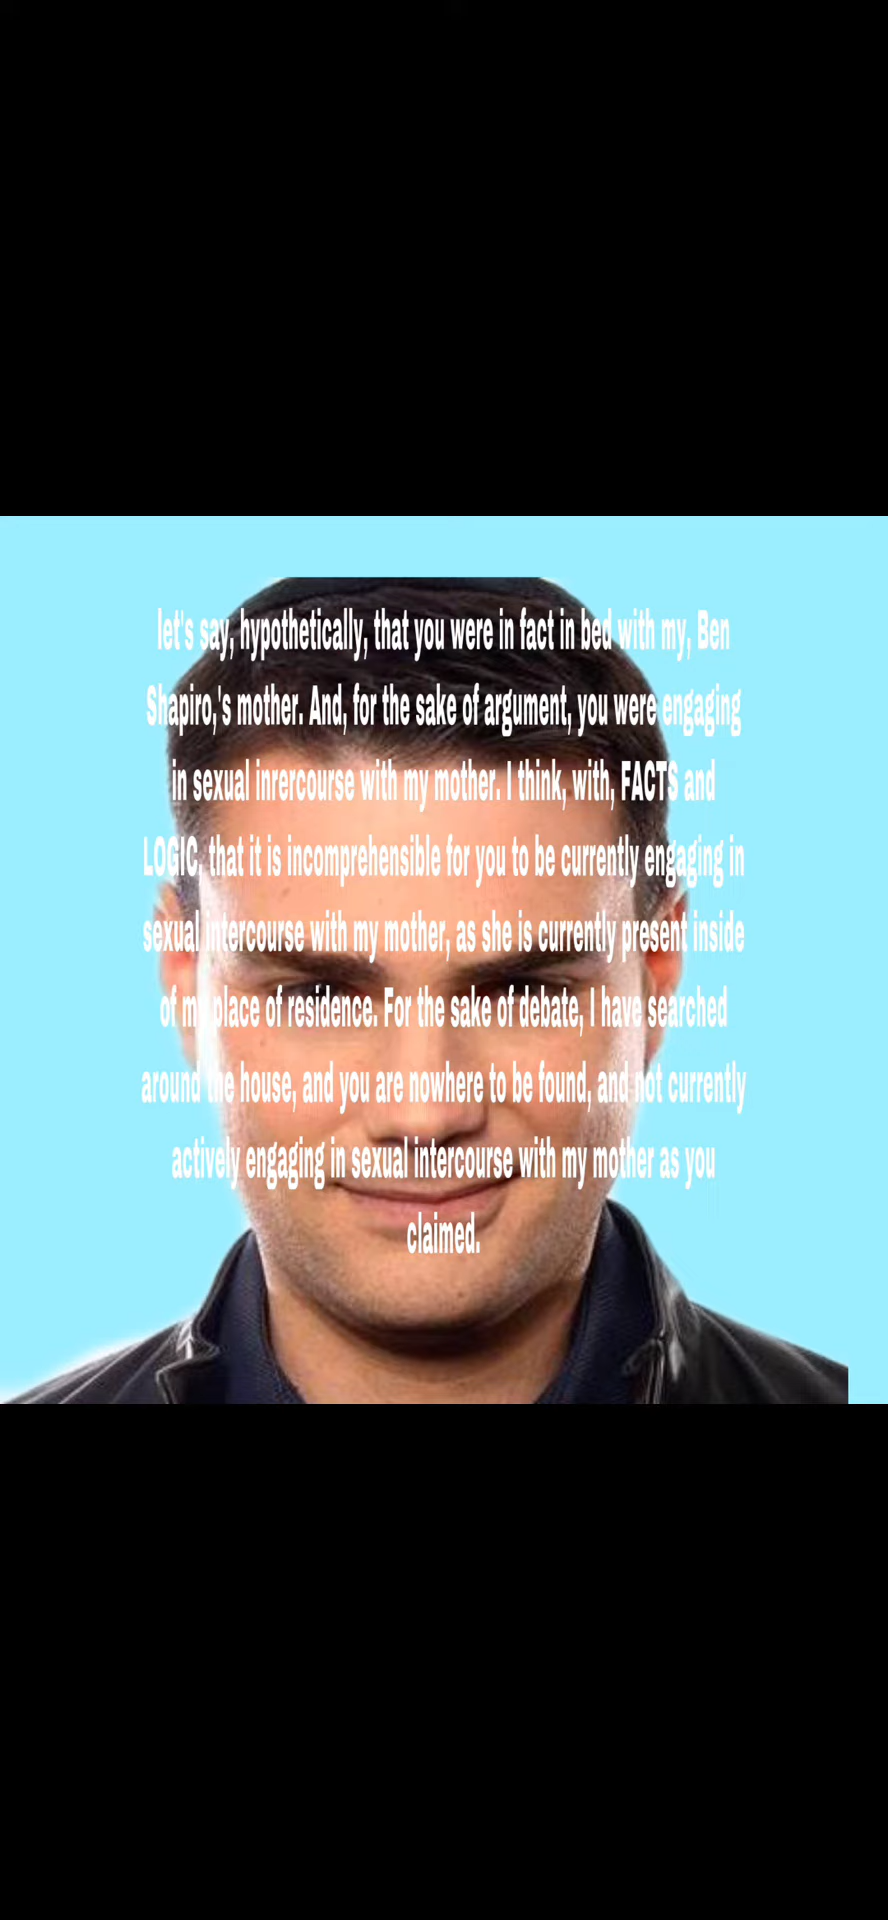 let's say, hypothetically, that you were in fact in bed with my, Ben
Shapiro,'s mother. And, for the sake of argument, you were engaging
in sexual inrercourse with my mother. I think, with, FACTS and
LOGIC, that it is incomprehensible for you to be currently engaging in
sexual intercourse with my mother, as she is currently present inside
of my place of residence. For the sake of debate, I have searched
around the house, and you are nowhere to be found, and not currently
actively engaging in sexual intercourse with my mother as you
claimed.